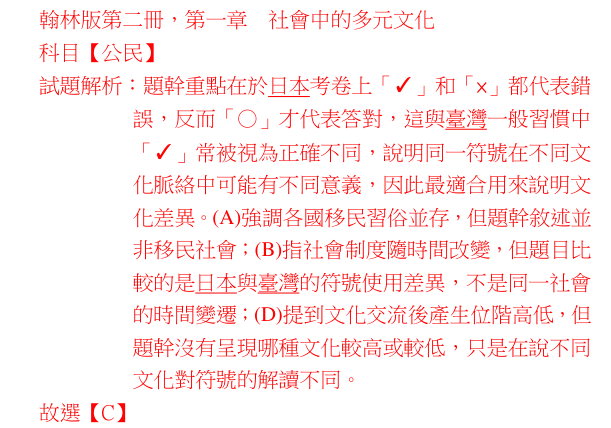 翰林版第二冊，第一章　社會中的多元文化
科目【公民】
試題解析：題幹重點在於日本考卷上「✓」和「×」都代表錯
誤，反而「○」才代表答對，這與臺灣一般習慣中
「✓」常被視為正確不同，說明同一符號在不同文
化脈絡中可能有不同意義，因此最適合用來說明文
化差異。(A)強調各國移民習俗並存，但題幹敘述並
非移民社會；(B)指社會制度隨時間改變，但題目比
較的是日本與臺灣的符號使用差異，不是同一社會
的時間變遷；(D)提到文化交流後產生位階高低，但
題幹沒有呈現哪種文化較高或較低，只是在說不同
文化對符號的解讀不同。
故選【C】